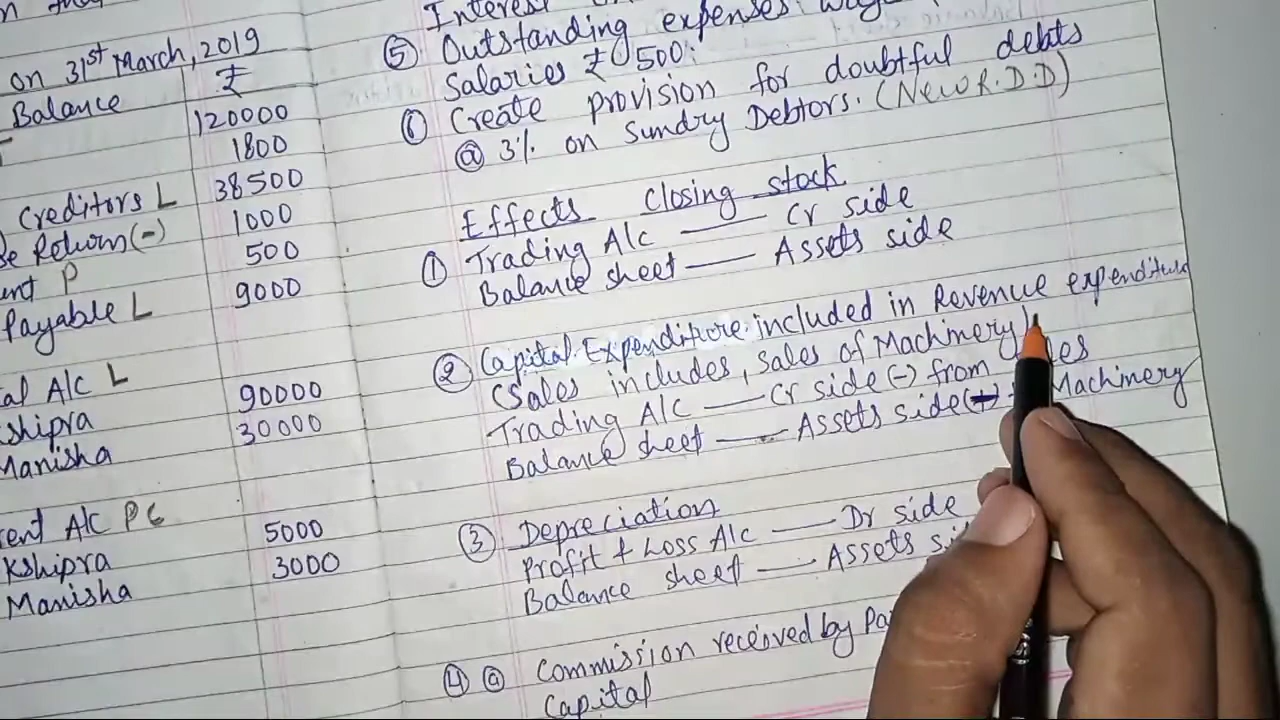 on 31st March, 2019
Balance ₹
120000
1800
Creditors L 38500
Return(-) 1000
P 500
Payable L 9000
A/c L
Kshipra 90000
Manisha 30000
A/c
Kshipra 5000
Manisha 3000
Interest
⑤ Outstanding expenses
Salaries ₹ 500
⑥ Create provision for doubtful debts
@ 3% on Sundry Debtors. (New R.D.D)
Effects Closing stock
① Trading A/c — Cr side
Balance sheet — Assets side
② Capital Expenditure included in Revenue expenditure
(Sales includes, sales of Machinery)
Trading A/c — Cr side (-) from
Balance sheet — Assets side Machinery
③ Depreciation
Profit & Loss A/c — Dr side
Balance sheet — Assets
④ @ Commission received by
Capital